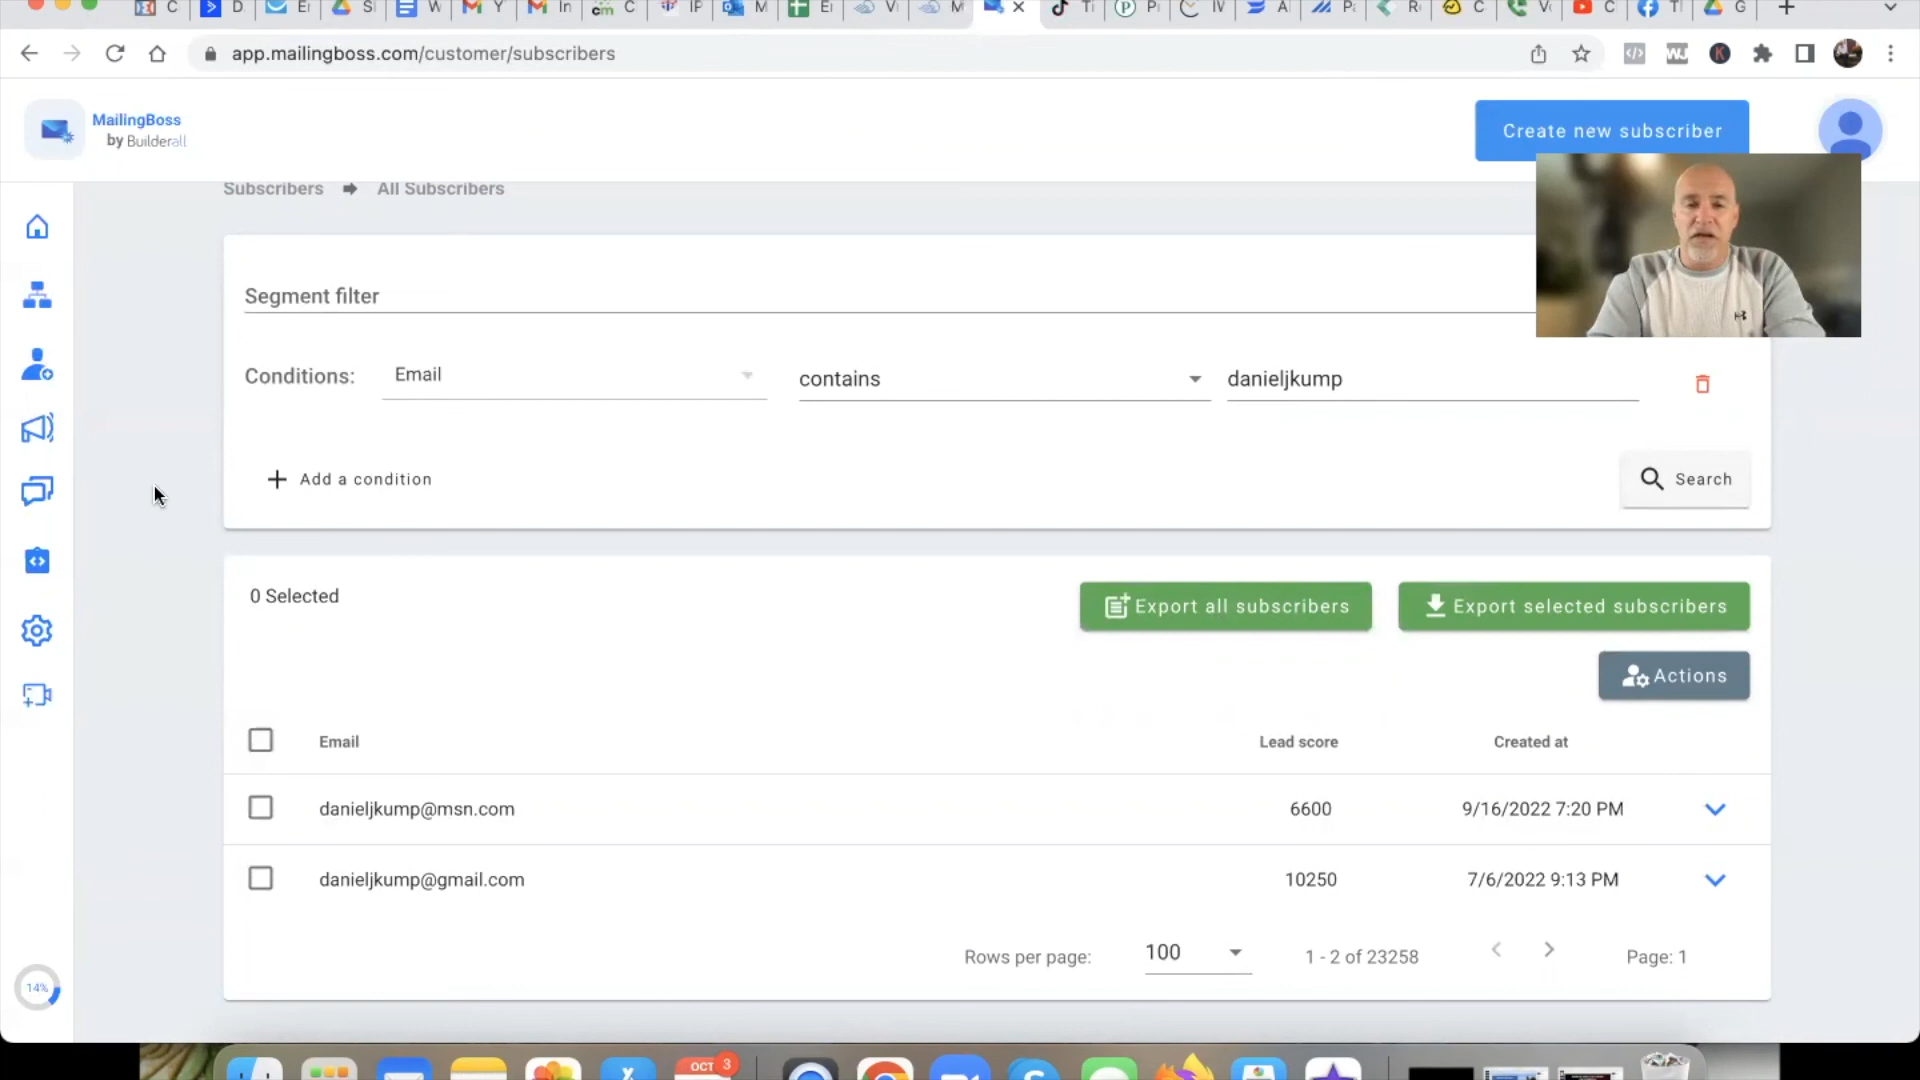 app.mailingboss.com/customer/subscribers
MailingBoss
by Builderall
Create new subscriber
Subscribers All Subscribers
Segment filter
Conditions: Email contains danieljkump
+ Add a condition
Search
0 Selected
Export all subscribers
Export selected subscribers
Actions
Email Lead score Created at
danieljkump@msn.com 6600 9/16/2022 7:20 PM
danieljkump@gmail.com 10250 7/6/2022 9:13 PM
Rows per page: 100 1 - 2 of 23258 Page: 1
14%
OCT 3